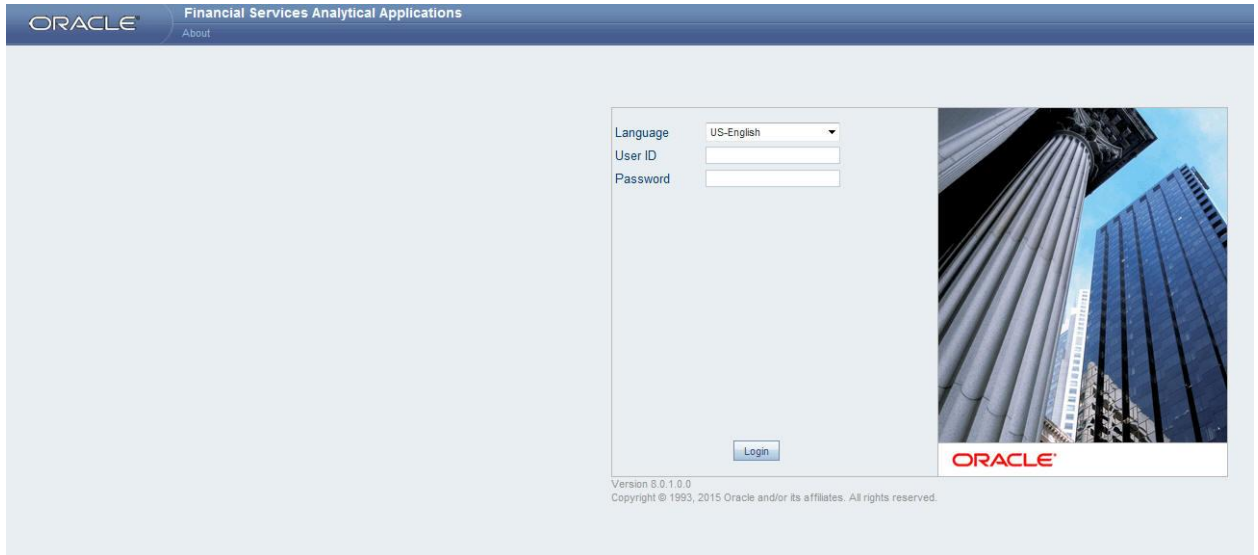 ORACLE
Financial Services Analytical Applications
About
Language US-English
User ID
Password
Login
ORACLE
Version 8.0.1.0.0
Copyright © 1993, 2015 Oracle and/or its affiliates. All rights reserved.